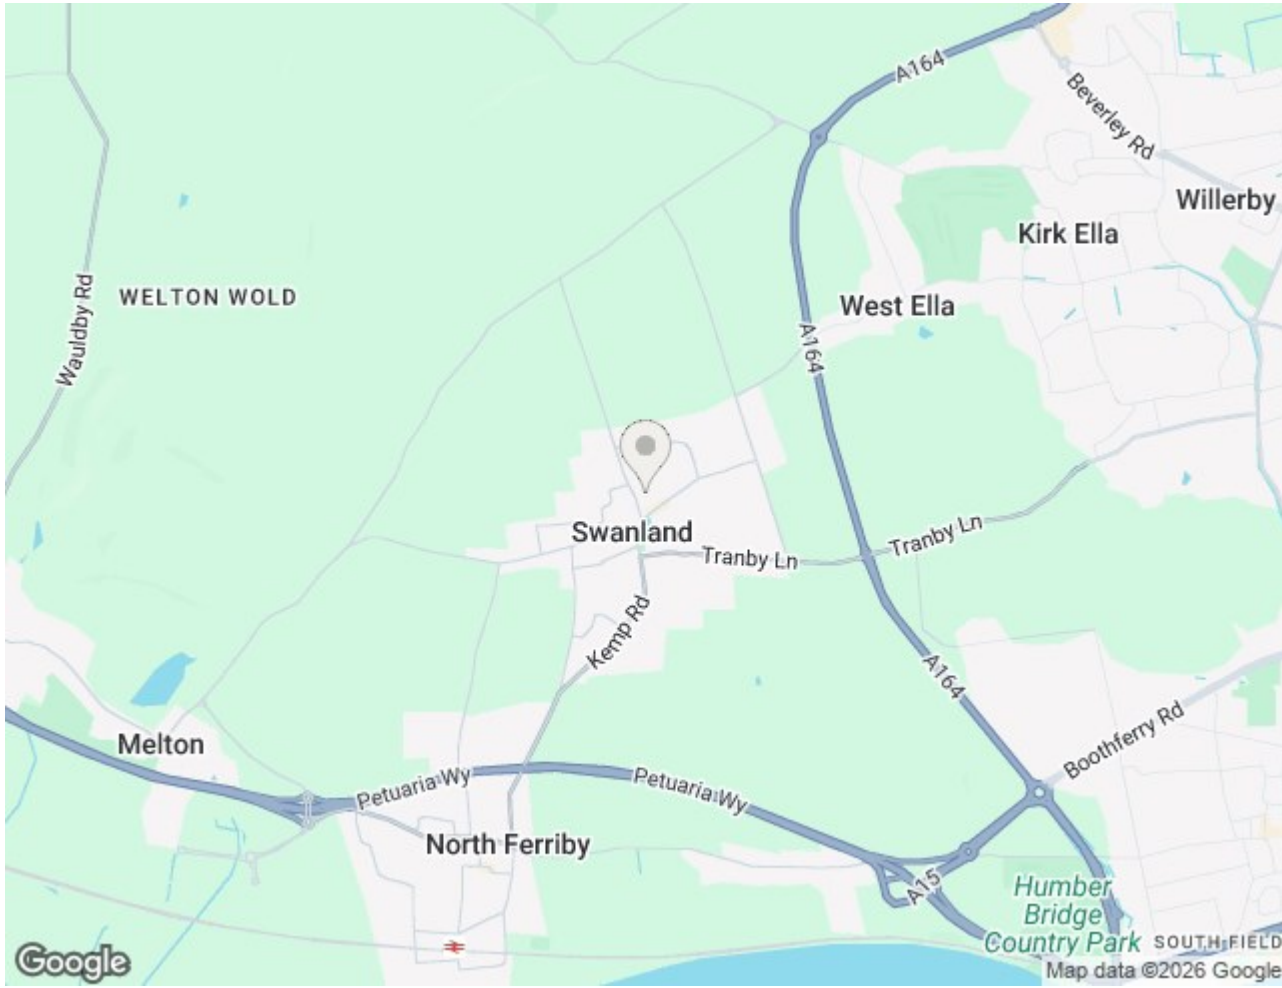 A164
Beverley Rd
Willerby
Kirk Ella
WELTON WOLD
Wauldby Rd
West Ella
A164
Swanland
Tranby Ln
Tranby Ln
Kemp Rd
A164
Boothferry Rd
Melton
Petuaria Wy
Petuaria Wy
North Ferriby
A15
Humber
Bridge
Country Park
SOUTH FIELD
Google
Map data ©2026 Google